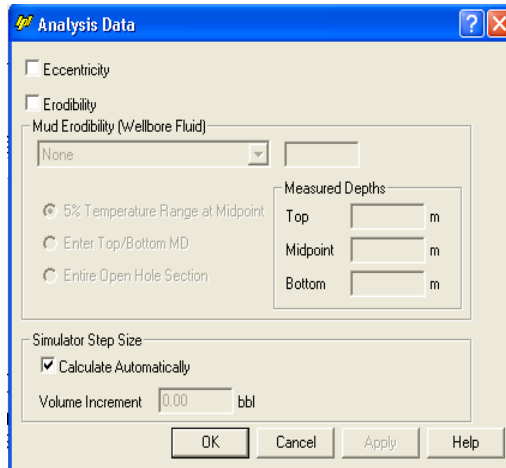 Analysis Data
Eccentricity
Erodibility
Mud Erodibility (Wellbore Fluid)
None
5% Temperature Range at Midpoint
Enter Top/Bottom MD
Entire Open Hole Section
Measured Depths
Top m
Midpoint m
Bottom m
Simulator Step Size
Calculate Automatically
Volume Increment 0.00 bbl
OK Cancel Apply Help